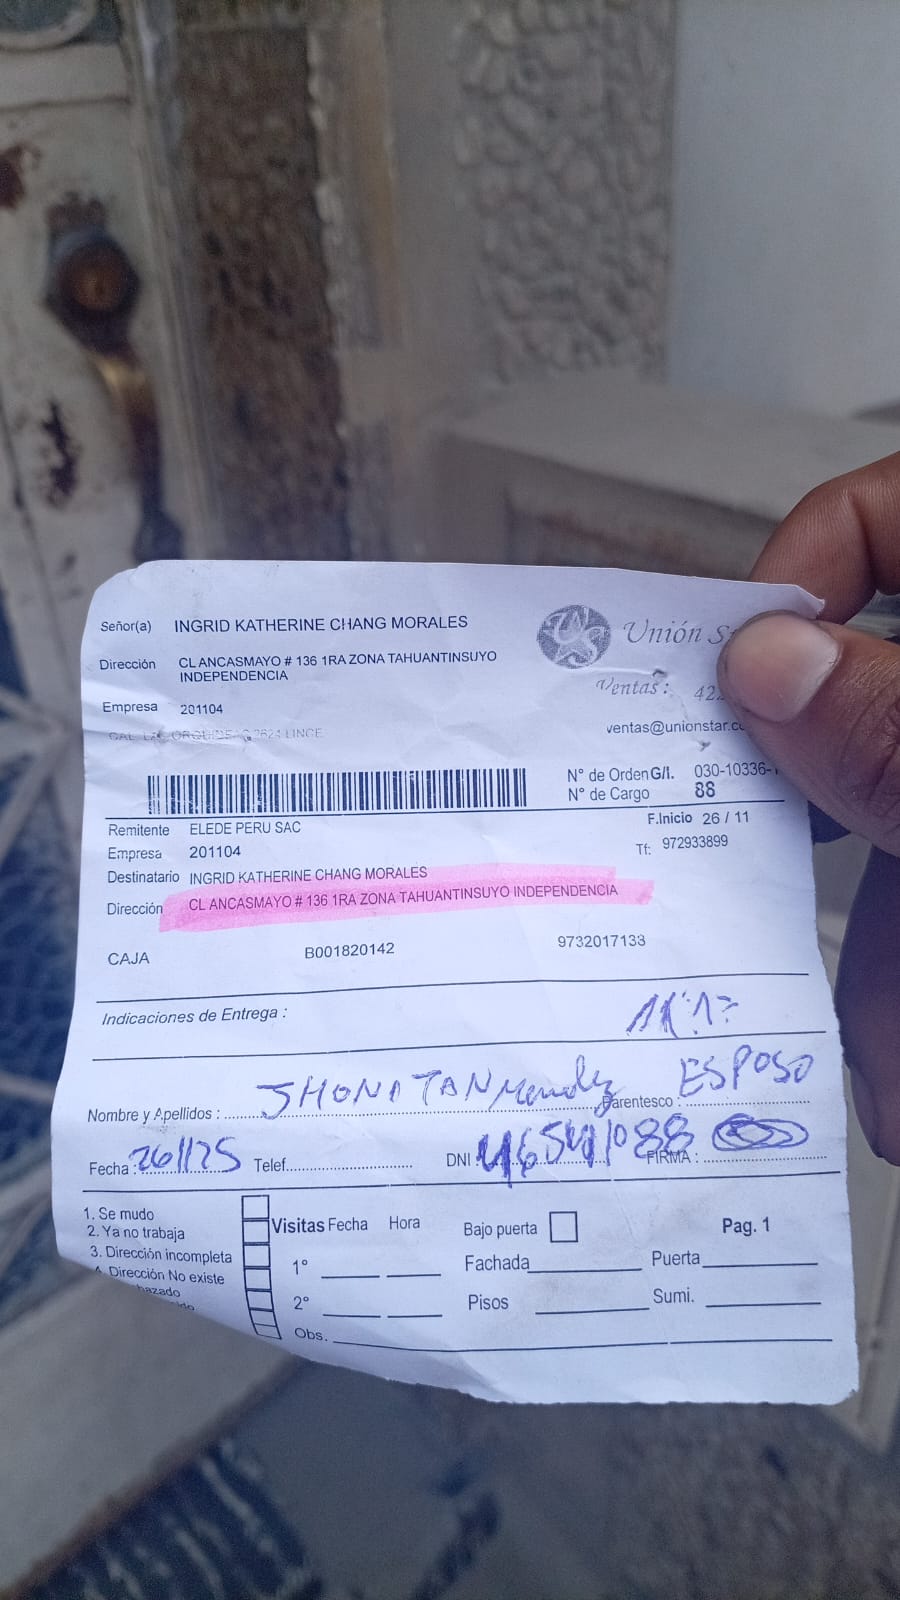 Señor(a) INGRID KATHERINE CHANG MORALES
Unión
Dirección CL ANCASMAYO # 136 1RA ZONA TAHUANTINSUYO
INDEPENDENCIA
Ventas:
Empresa 201104
ventas@unionstar.c
LINCE
N° de Orden G/I. 030-10336-
N° de Cargo 88
Remitente ELEDE PERU SAC
F.Inicio 26 / 11
Empresa 201104
Tf: 972933899
Destinatario INGRID KATHERINE CHANG MORALES
Dirección CL ANCASMAYO # 136 1RA ZONA TAHUANTINSUYO INDEPENDENCIA
CAJA B001820142 9732017133
Indicaciones de Entrega :
Nombre y Apellidos : JHONATAN Mendez Parentesco : ESPOSO
Fecha : Telef. DNI : FIRMA :
1. Se mudo
2. Ya no trabaja
3. Dirección incompleta
4. Dirección No existe
Visitas Fecha Hora Bajo puerta Pag. 1
1° Fachada Puerta
2° Pisos Sumi.
Obs.